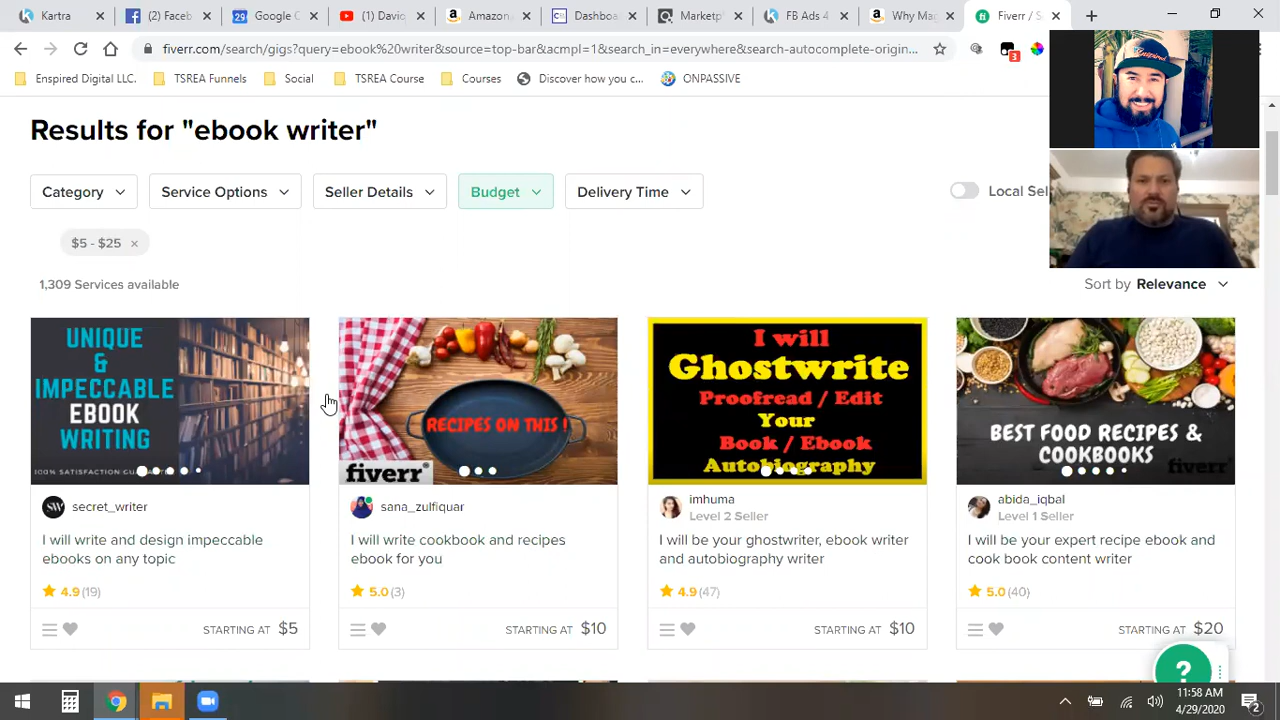 Kartra
(2) Faceb
Google C
(1) David
Amazon
Dashboa
Marketp
FB Ads 4
Why Mag
Fiverr / S
fiverr.com/search/gigs?query=ebook%20writer&source=top-bar&acmpl=1&search_in=everywhere&search-autocomplete-origin...
Enspired Digital LLC.
TSREA Funnels
Social
TSREA Course
Courses
Discover how you c...
ONPASSIVE
Results for "ebook writer"
Category
Service Options
Seller Details
Budget
Delivery Time
Local Sel
$5 - $25
1,309 Services available
Sort by Relevance
UNIQUE
&
IMPECCABLE
EBOOK
WRITING
RECIPES ON THIS !
fiverr®
I will
Ghostwrite
Proofread / Edit
Your
Book / Ebook
Autobiography
BEST FOOD RECIPES &
COOKBOOKS
fiverr
secret_writer
I will write and design impeccable
ebooks on any topic
4.9 (19)
STARTING AT $5
sana_zulfiquar
I will write cookbook and recipes
ebook for you
5.0 (3)
STARTING AT $10
imhuma
Level 2 Seller
I will be your ghostwriter, ebook writer
and autobiography writer
4.9 (47)
STARTING AT $10
abida_iqbal
Level 1 Seller
I will be your expert recipe ebook and
cook book content writer
5.0 (40)
STARTING AT $20
?
11:58 AM
4/29/2020
2